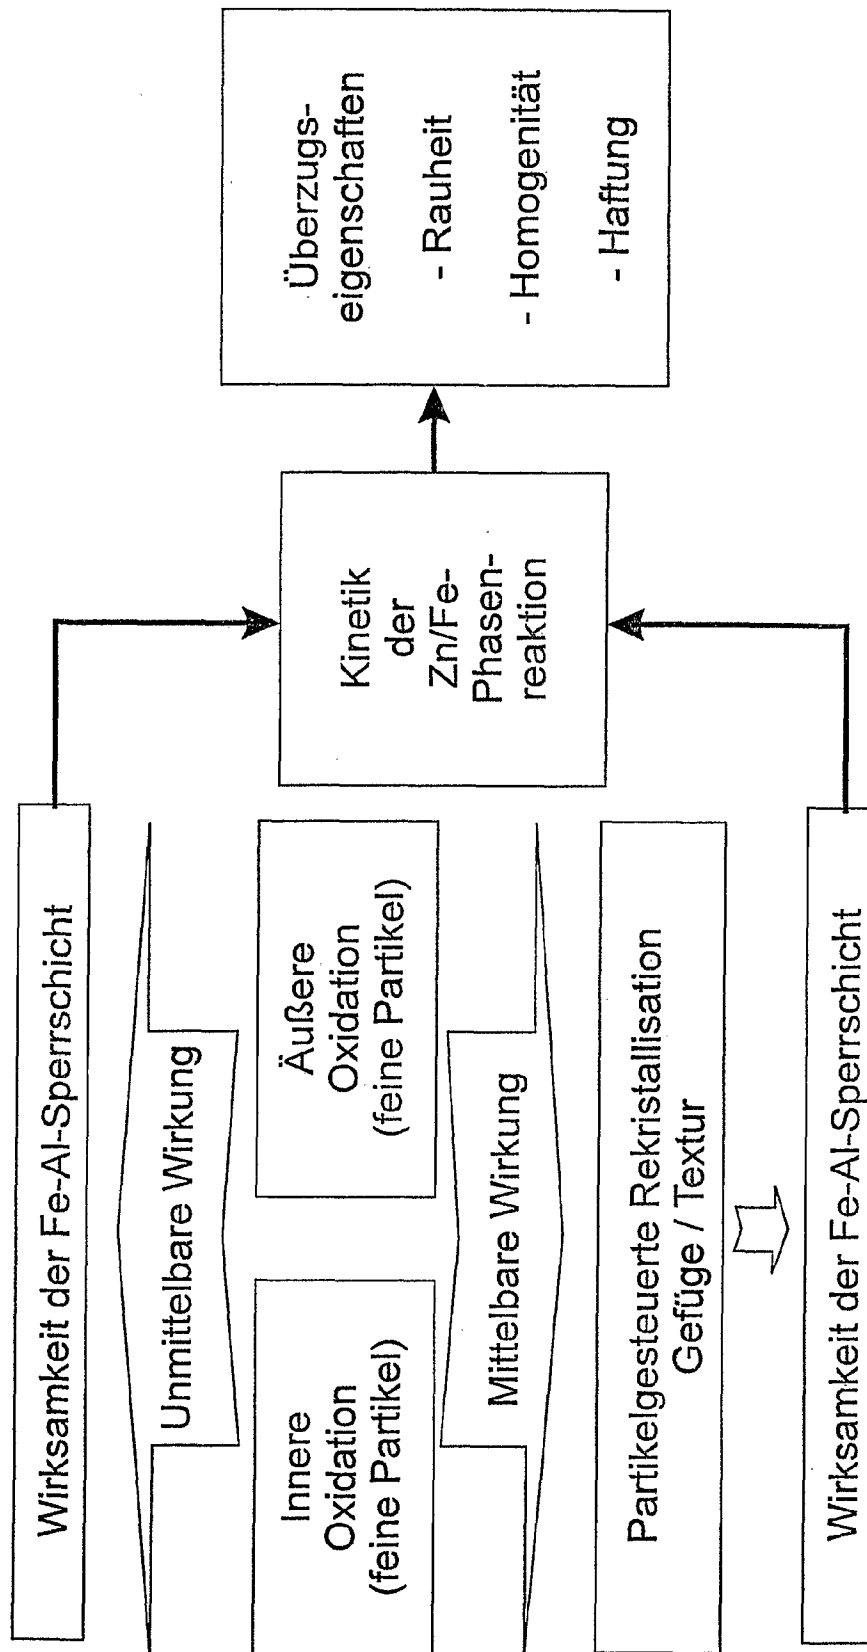 Wirksamkeit der Fe-Al-Sperrschicht
Unmittelbare Wirkung
Innere
Oxidation
(feine Partikel)
Äußere
Oxidation
(feine Partikel)
Mittelbare Wirkung
Partikelgesteuerte Rekristallisation
Gefüge / Textur
Wirksamkeit der Fe-Al-Sperrschicht
Kinetik
der
Zn/Fe-
Phasen-
reaktion
Überzugs-
eigenschaften
- Rauheit
- Homogenität
- Haftung